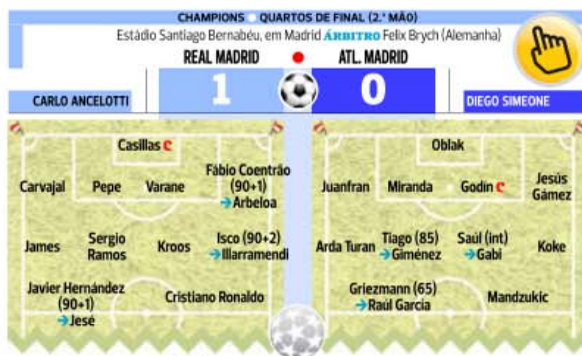 CHAMPIONS QUARTOS DE FINAL (2.ª MÃO)
Estádio Santiago Bernabéu, em Madrid ÁRBITRO Felix Brych (Alemanha)
REAL MADRID ATL. MADRID
CARLO ANCELOTTI 1 0 DIEGO SIMEONE
Casillas C
Carvajal Pepe Varane Fábio Coentrão
(90+1)
→Arbeloa
James Sergio
Ramos Kroos Isco (90+2)
→Illarramendi
Javier Hernández
(90+1)
→Jesé
Cristiano Ronaldo
Oblak
Juanfran Miranda Godín C Jesús
Gámez
Arda Turan Tiago (85)
→Giménez
Saúl (int)
→Gabi
Koke
Griezmann (65)
→Raúl García
Mandzukic